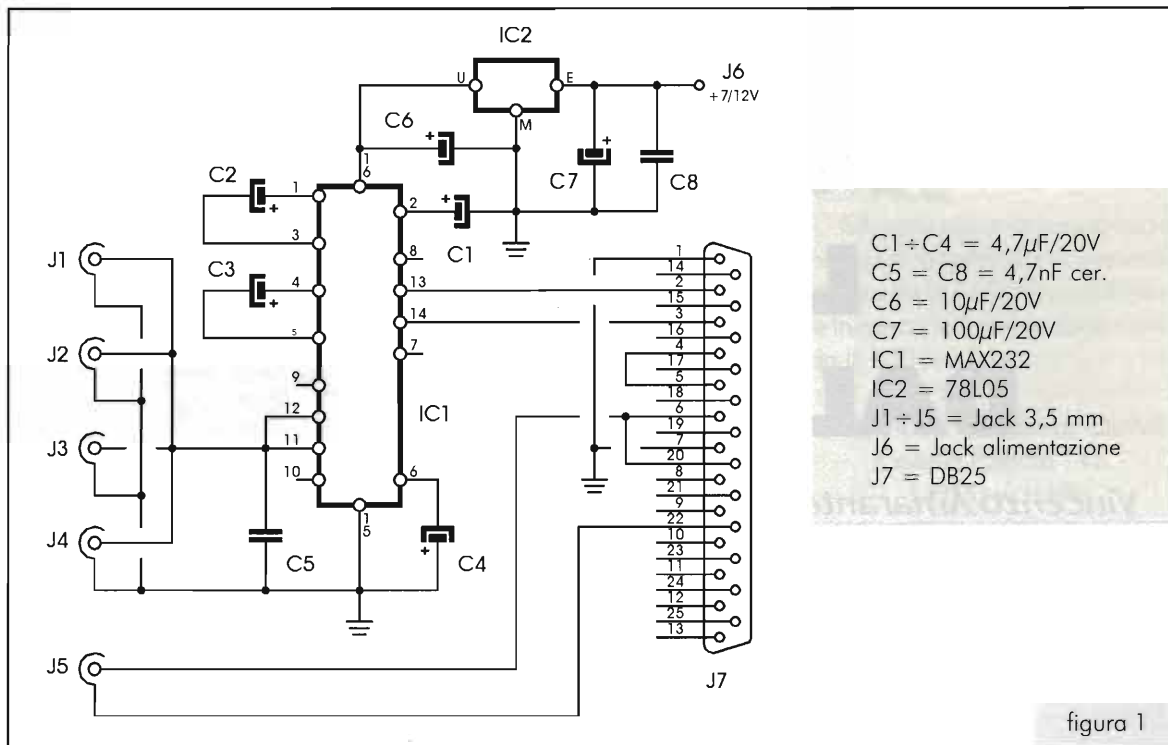 IC2
U
E
J6
+7/12V
M
C6
+
+
C7
C8
1
6
C2
+
1
3
2
+
C1
8
C3
+
4
5
13
14
7
9
12
11
10
IC1
6
1
5
C5
+
C4
J1
J2
J3
J4
J5
1
14
2
15
3
16
4
17
5
18
6
19
7
20
8
21
9
22
10
23
11
24
12
25
13
J7
C1÷C4 = 4,7µF/20V
C5 = C8 = 4,7nF cer.
C6 = 10µF/20V
C7 = 100µF/20V
IC1 = MAX232
IC2 = 78L05
J1÷J5 = Jack 3,5 mm
J6 = Jack alimentazione
J7 = DB25
figura 1